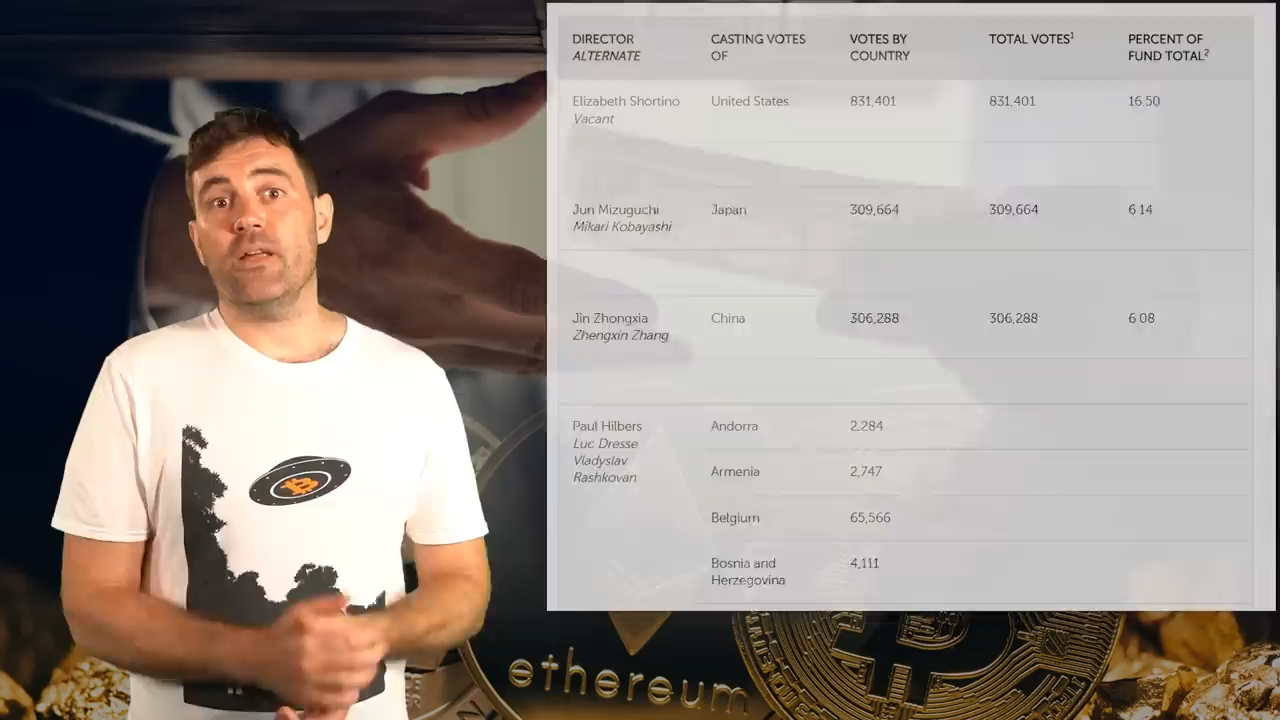 DIRECTOR
ALTERNATE
CASTING VOTES
OF
VOTES BY
COUNTRY
TOTAL VOTES¹
PERCENT OF
FUND TOTAL²
Elizabeth Shortino
Vacant
United States
831,401
831,401
16.50
Jun Mizuguchi
Mikari Kobayashi
Japan
309,664
309,664
6.14
Jin Zhongxia
Zhengxin Zhang
China
306,288
306,288
6.08
Paul Hilbers
Luc Dresse
Vladyslav
Rashkovan
Andorra
2,284
Armenia
2,747
Belgium
65,566
Bosnia and
Herzegovina
4,111
ethereum